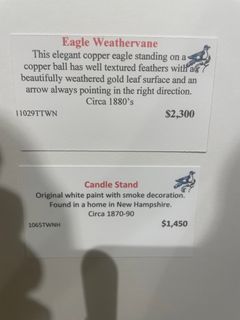 Eagle Weathervane
This elegant copper eagle standing on a
copper ball has well textured feathers with a
beautifully weathered gold leaf surface and an
arrow always pointing in the right direction.
Circa 1880's
11029TTWN $2,300
Candle Stand
Original white paint with smoke decoration.
Found in a home in New Hampshire.
Circa 1870-90
1065TWNH $1,450